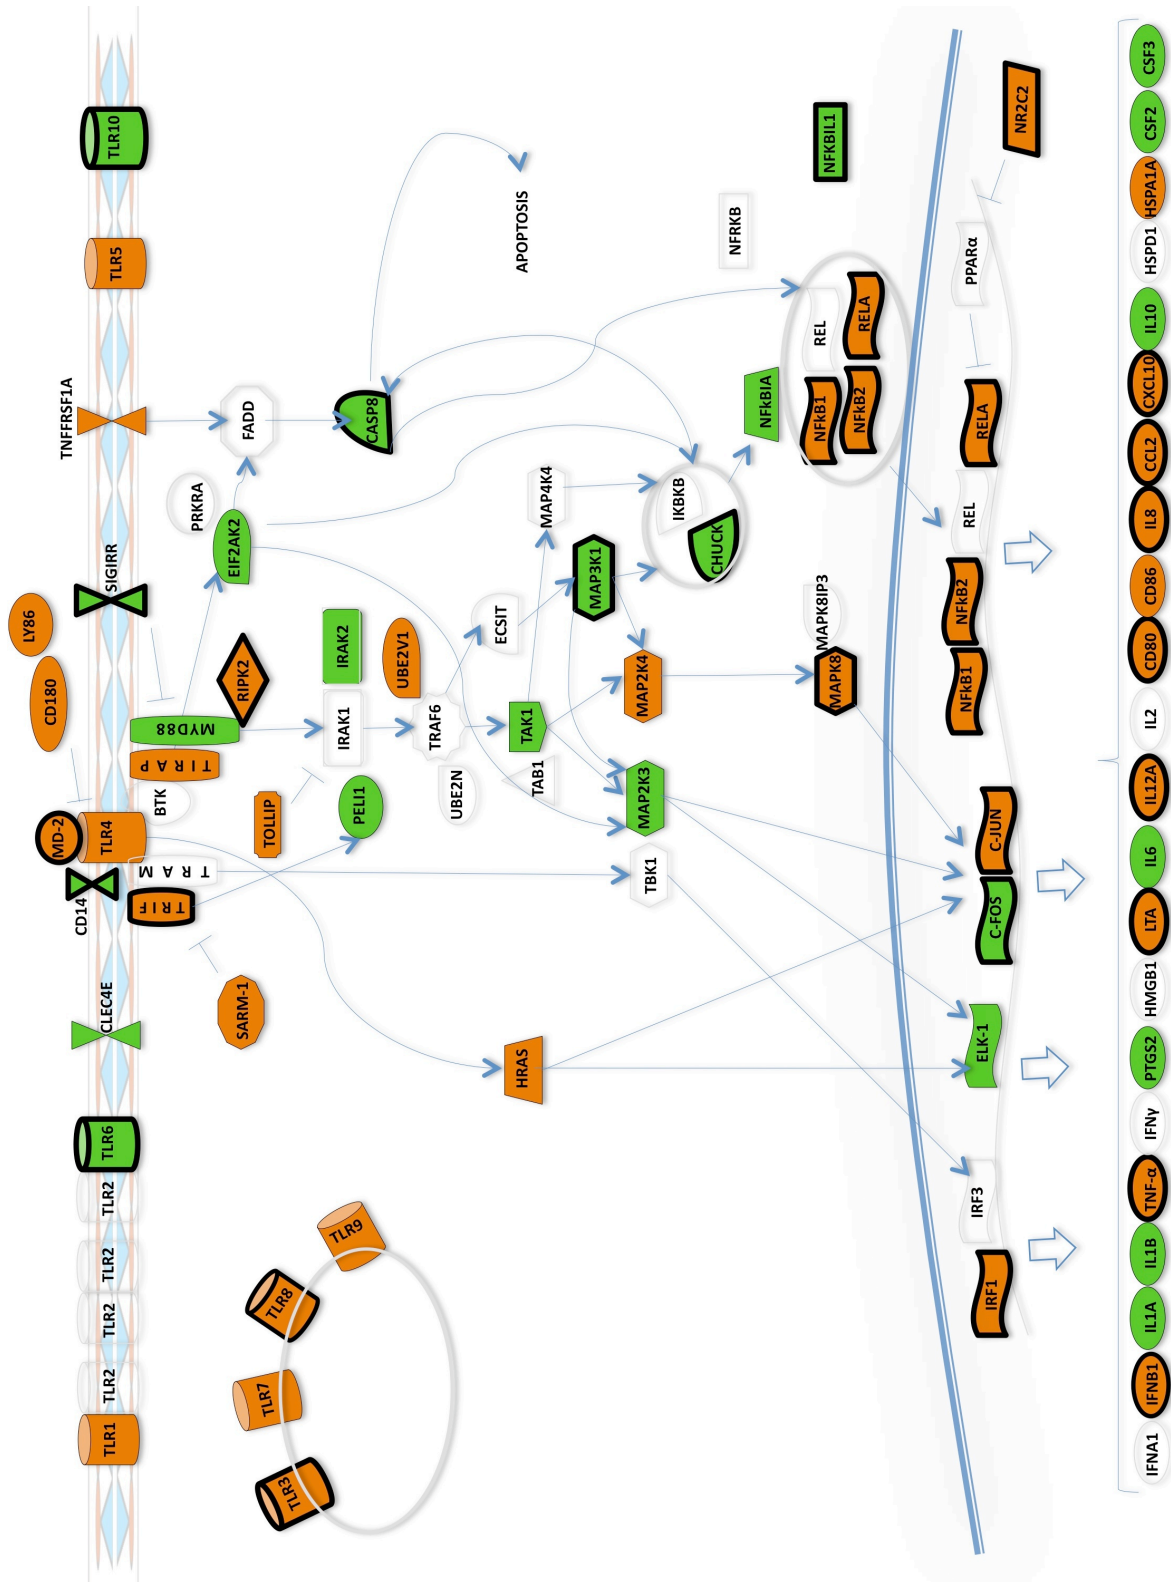 TLR1
TLR2
TLR2
TLR2
TLR2
TLR6
CLEC4E
CD14
MD-2
TLR4
CD180
LY86
SIGIRR
TNFFRSF1A
TLR5
TLR10
TRIF
TRAM
BTK
TIRAP
MYD88
RIPK2
EIF2AK2
PRKRA
FADD
SARM-1
TOLLIP
PELI1
IRAK1
IRAK2
UBE2V1
CASP8
TLR3
TLR7
TLR8
TLR9
UBE2N
TRAF6
ECSIT
APOPTOSIS
HRAS
TAB1
TAK1
MAP4K4
MAP3K1
TBK1
MAP2K3
MAP2K4
CHUCK
IKBKB
NFkBIA
NFRKB
MAPK8
MAPK8IP3
NFkB1
NFkB2
REL
RELA
NFKBIL1
IRF1
IRF3
ELK-1
C-FOS
C-JUN
NFkB1
NFkB2
REL
RELA
PPARα
NR2C2
IFNA1
IFNB1
IL1A
IL1B
TNF-α
IFNγ
PTGS2
HMGB1
LTA
IL6
IL12A
IL2
CD80
CD86
IL8
CCL2
CXCL10
IL10
HSPD1
HSPA1A
CSF2
CSF3